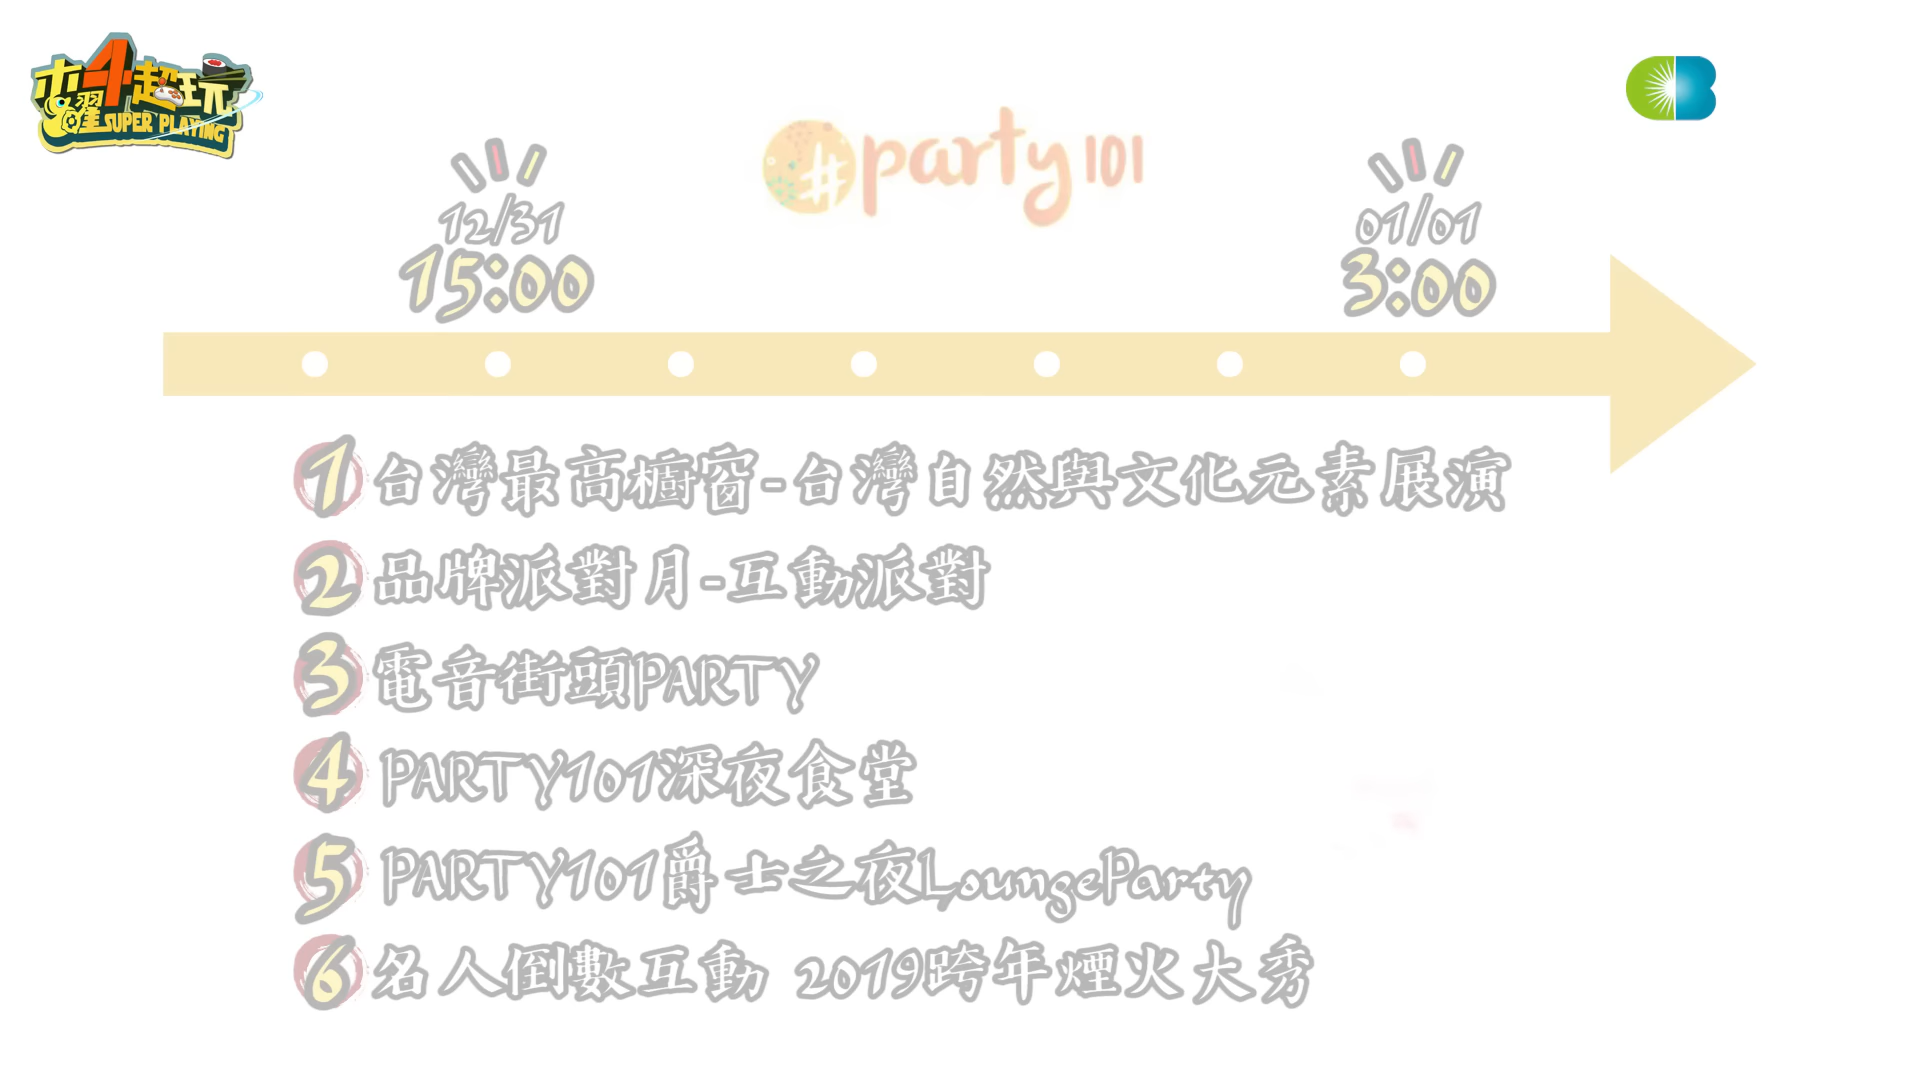 木曜4超玩
SUPER PLAYING
#party 101
12/31
15:00
01/01
3:00
1 台灣最高櫥窗-台灣自然與文化元素展演
2 品牌派對月-互動派對
3 電音街頭PARTY
4 PARTY101深夜食堂
5 PARTY101爵士之夜LoungeParty
6 名人倒數互動 2019跨年煙火大秀